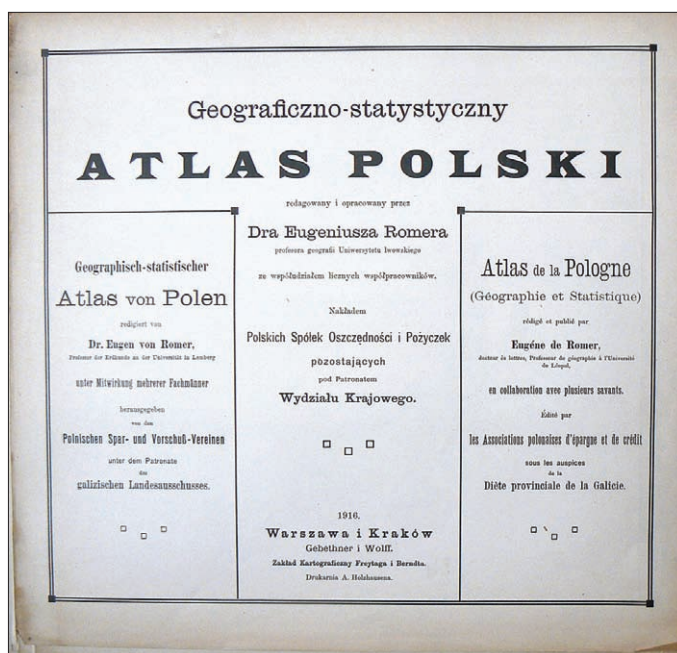 Geograficzno-statystyczny
ATLAS POLSKI
redagowany i opracowany przez
Dra Eugeniusza Romera
profesora geografii Uniwersytetu lwowskiego
ze współudziałem licznych współpracowników.
Nakładem
Polskich Spółek Oszczędności i Pożyczek
pozostających
pod Patronatem
Wydziału Krajowego.
1916.
Warszawa i Kraków
Gebethner i Wolff.
Zakład Kartograficzny Freytaga i Berndta.
Drukarnia A. Holzhausena.
Geographisch-statistischer
Atlas von Polen
redigiert von
Dr. Eugen von Romer,
Professor der Erdkunde an der Universität in Lemberg
unter Mitwirkung mehrerer Fachmänner
herausgegeben
von den
Polnischen Spar- und Vorschuß-Vereinen
unter dem Patronate
des
galizischen Landesausschusses.
Atlas de la Pologne
(Géographie et Statistique)
rédigé et publié par
Eugéne de Romer,
docteur de lettres, Professeur de géographie à l'Université
de Léopol,
en collaboration avec plusieurs savants.
Édité par
les Associations polonaises d'épargne et de crédit
sous les auspices
de la
Diète provinciale de la Galicie.